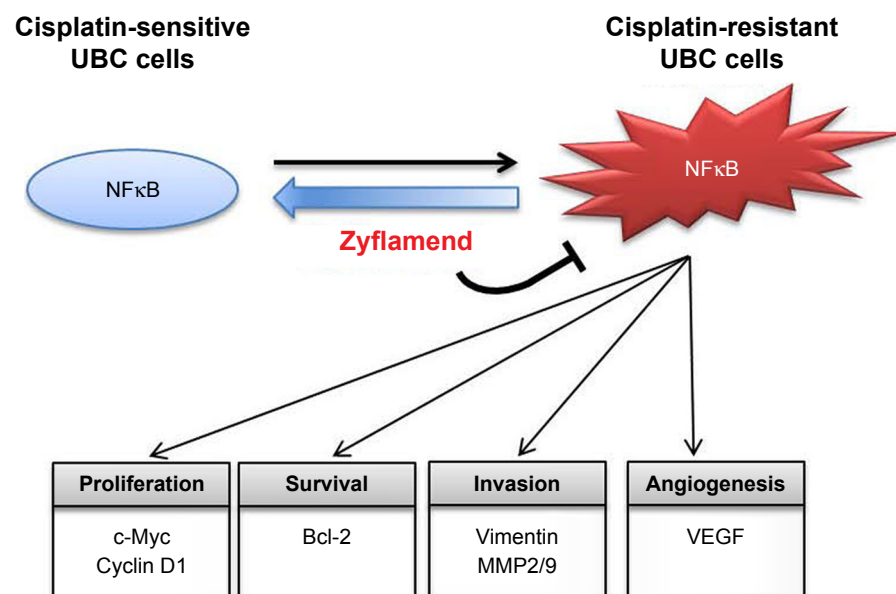 Cisplatin-sensitive
UBC cells
Cisplatin-resistant
UBC cells
NFκB
NFκB
Zyflamend
Proliferation
c-Myc
Cyclin D1
Survival
Bcl-2
Invasion
Vimentin
MMP2/9
Angiogenesis
VEGF